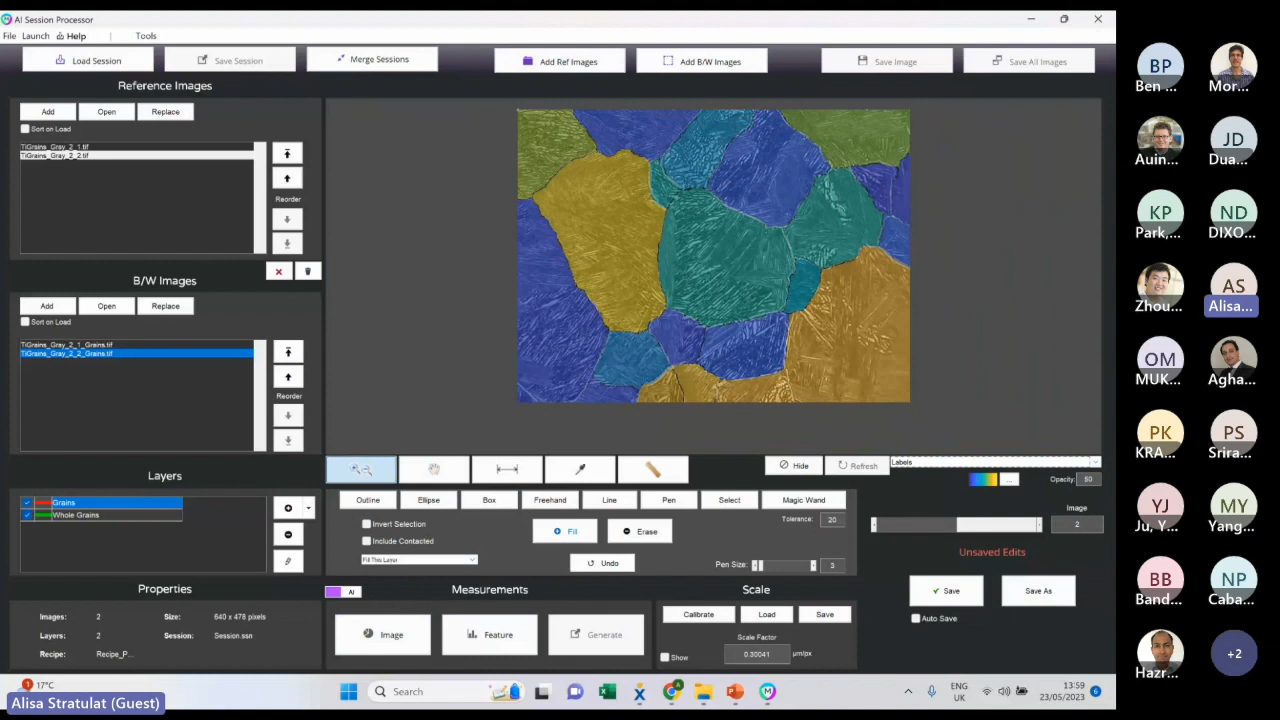 AI Session Processor
File Launch Help | Tools
Load Session Save Session Merge Sessions Add Ref Images Add B/W Images Save Image Save All Images
Reference Images
Add Open Replace
Sort on Load
TiGrains_Gray_2_1.tif
TiGrains_Gray_2_2.tif
Reorder
B/W Images
Add Open Replace
Sort on Load
TiGrains_Gray_2_1_Grains.tif
TiGrains_Gray_2_2_Grains.tif
Reorder
Layers
Grains
Whole Grains
Properties
Images: 2 Size: 640 x 478 pixels
Layers: 2 Session: Session.ssn
Recipe: Recipe_P...
Hide Refresh Labels
Opacity: 50
Outline Ellipse Box Freehand Line Pen Select Magic Wand
Invert Selection Fill Erase Tolerance: 20
Include Contacted
Fill This Layer Undo Pen Size: 3
Image
2
Unsaved Edits
Save Save As
Auto Save
AI Measurements
Image Feature Generate
Scale
Calibrate Load Save
Scale Factor
Show 0.30041 µm/px
1
17°C
Search
A
ENG
UK
13:59
23/05/2023
6
Alisa Stratulat (Guest)
BP
Ben ...
Mor...
Auin...
JD
Dua...
KP
Park,...
ND
DIXO...
Zhou...
AS
Alisa...
OM
MUK...
Agha...
PK
KRA...
PS
Srira...
YJ
Ju, Y...
MY
Yang...
BB
Band...
NP
Caba...
Hazr...
+2